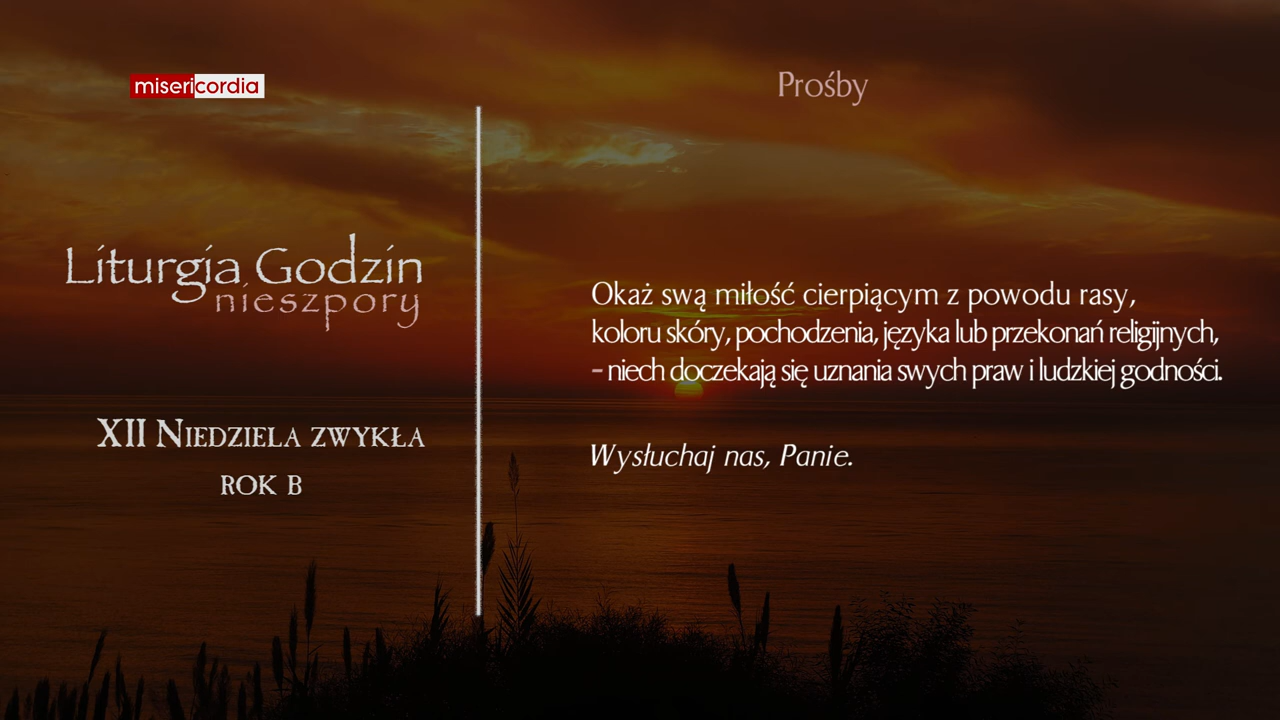 misericordia
Liturgia Godzin
nieszpory
XII Niedziela zwykła
rok B
Prośby
Okaż swą miłość cierpiącym z powodu rasy,
koloru skóry, pochodzenia, języka lub przekonań religijnych,
- niech doczekają się uznania swych praw i ludzkiej godności.
Wysłuchaj nas, Panie.